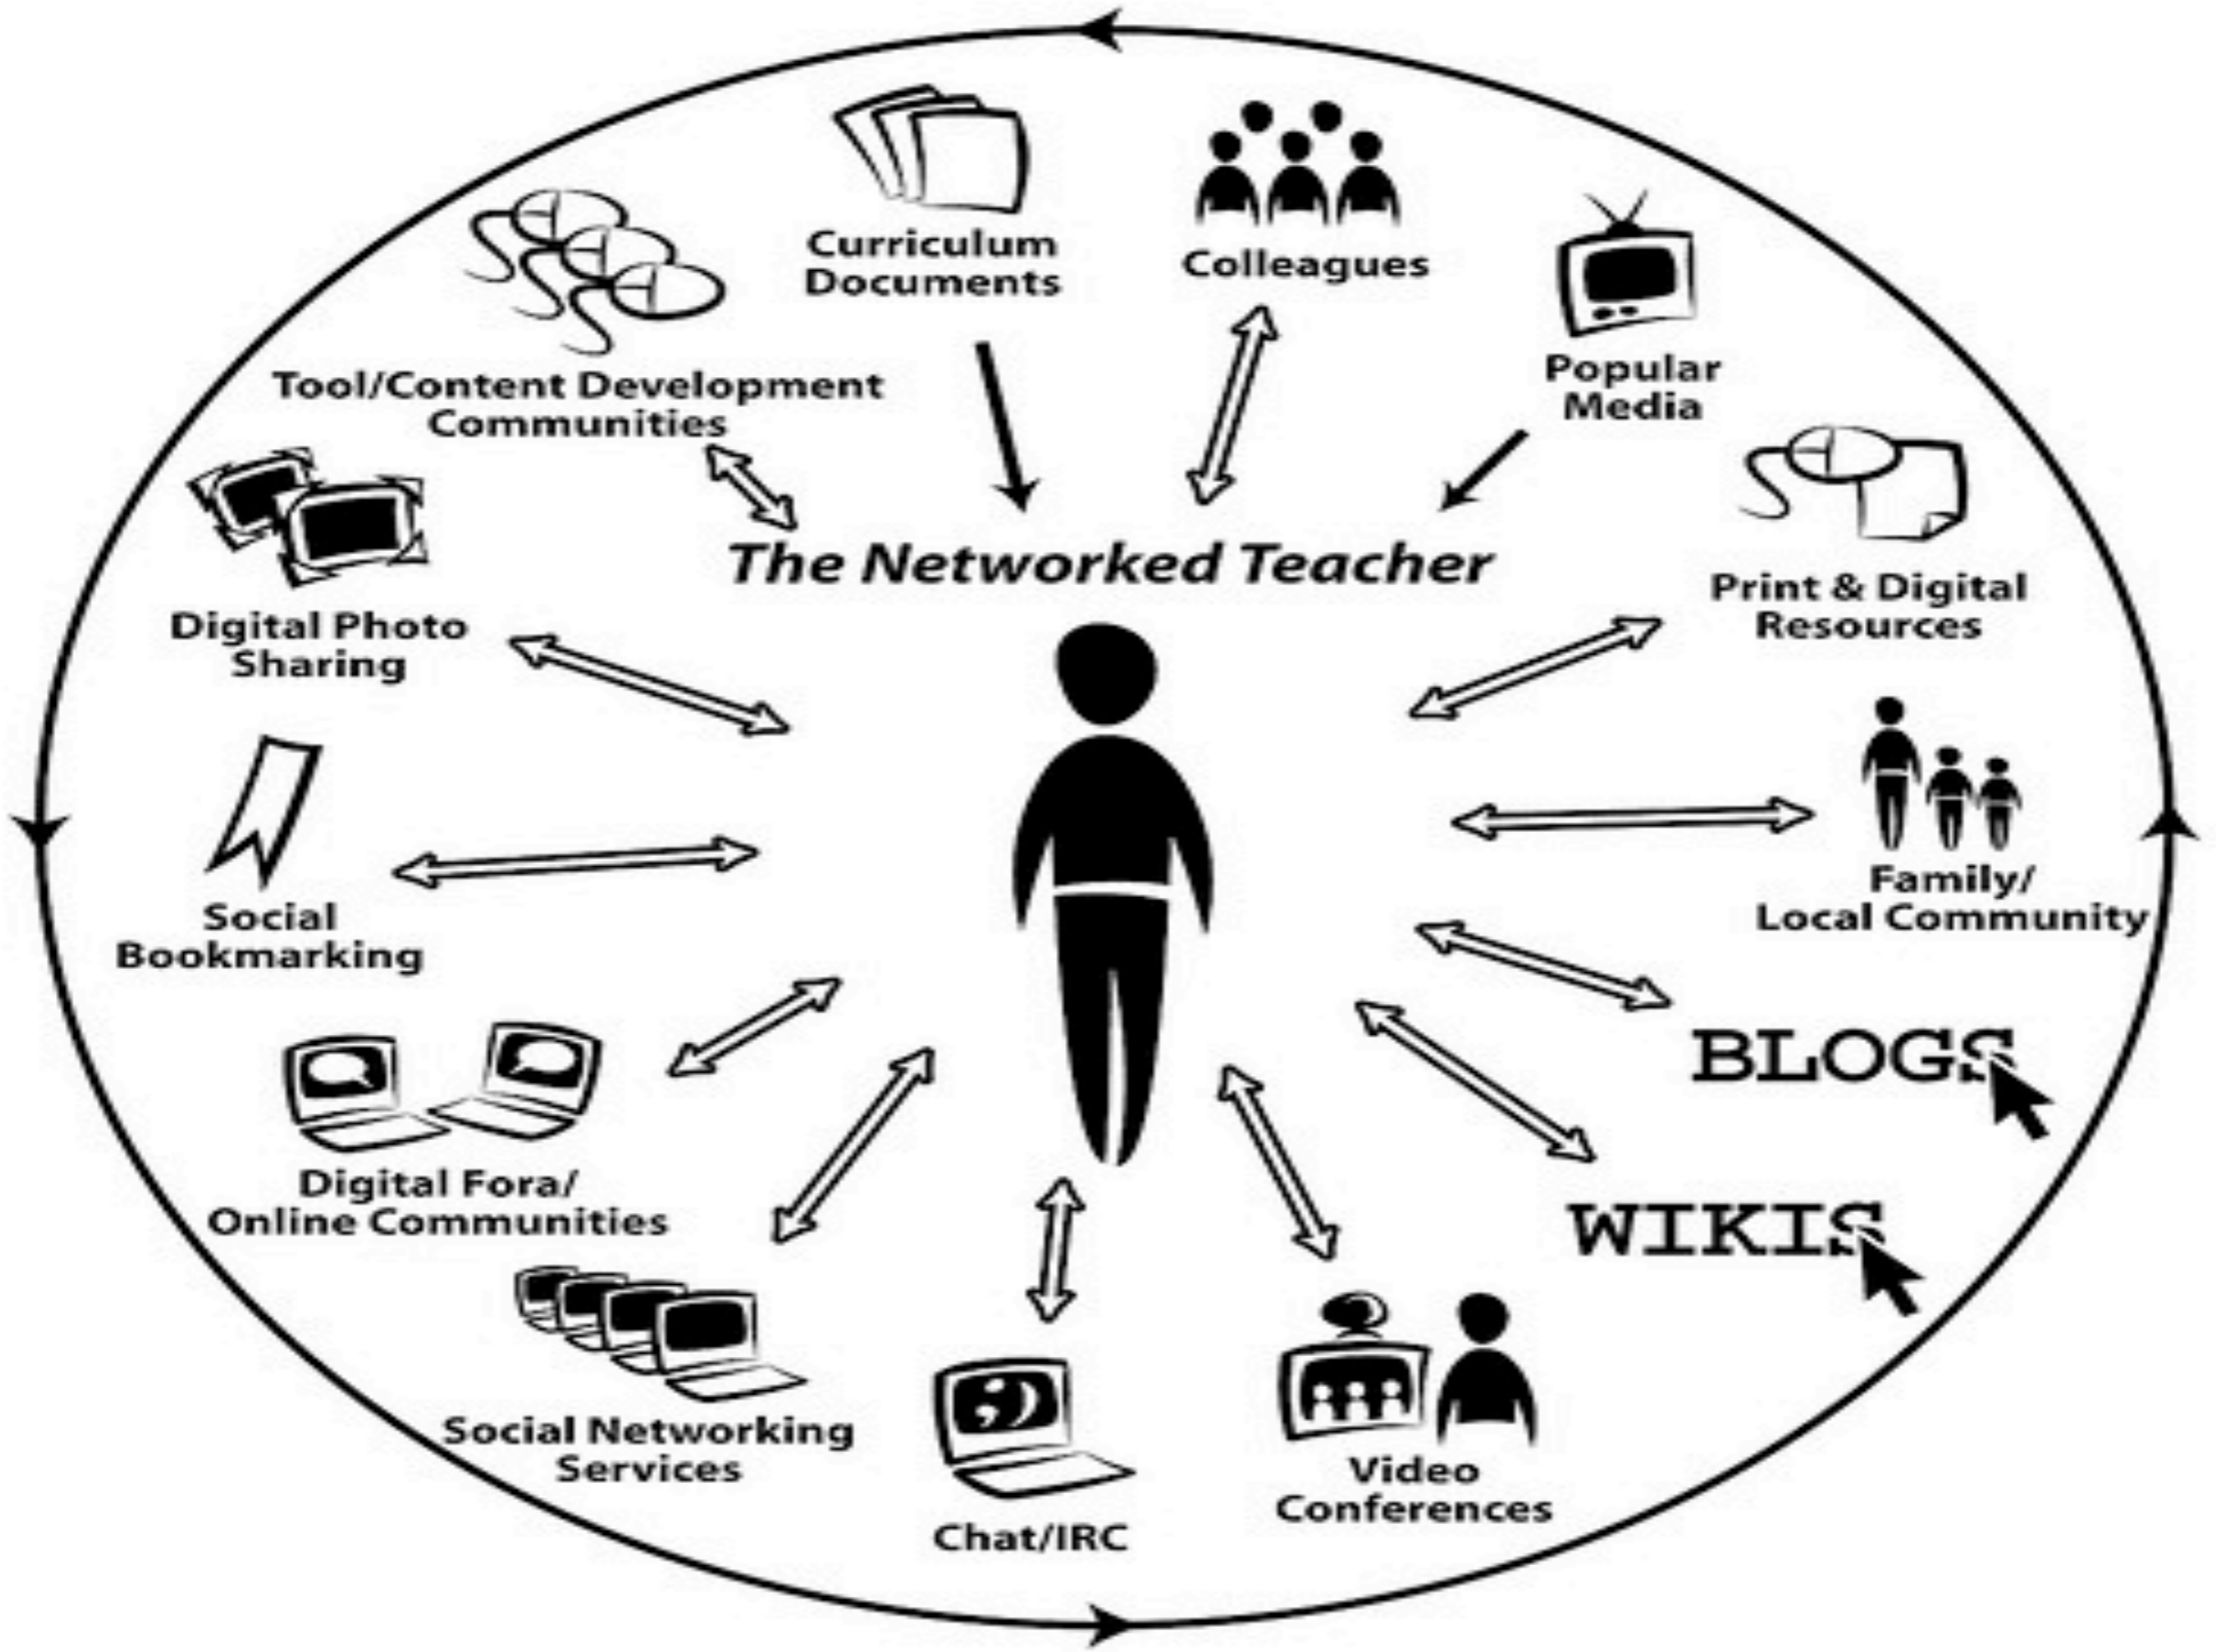 Curriculum
Documents
Colleagues
Popular
Media
Tool/Content Development
Communities
The Networked Teacher
Print & Digital
Resources
Digital Photo
Sharing
Family/
Local Community
Social
Bookmarking
BLOGS
Digital Fora/
Online Communities
WIKIS
Social Networking
Services
Video
Conferences
Chat/IRC